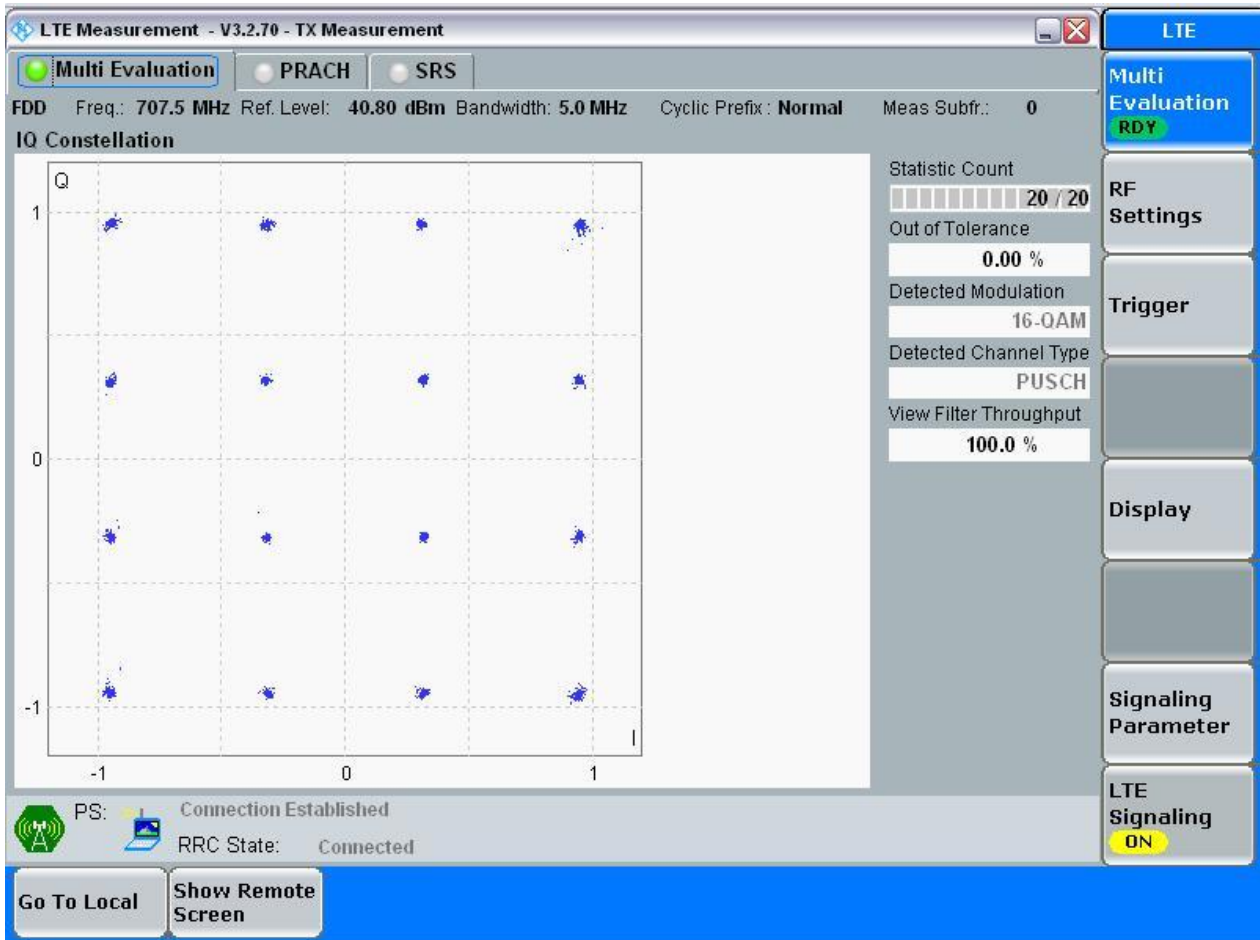 LTE Measurement - V3.2.70 - TX Measurement
LTE
Multi Evaluation PRACH SRS
Multi
Evaluation
RDY
FDD Freq.: 707.5 MHz Ref. Level: 40.80 dBm Bandwidth: 5.0 MHz Cyclic Prefix : Normal Meas Subfr.: 0
IQ Constellation
Q
1
0
-1
I
-1 0 1
Statistic Count
20 / 20
Out of Tolerance
0.00 %
Detected Modulation
16-QAM
Detected Channel Type
PUSCH
View Filter Throughput
100.0 %
RF
Settings
Trigger
Display
Signaling
Parameter
LTE
Signaling
ON
PS: Connection Established
RRC State: Connected
Go To Local
Show Remote
Screen